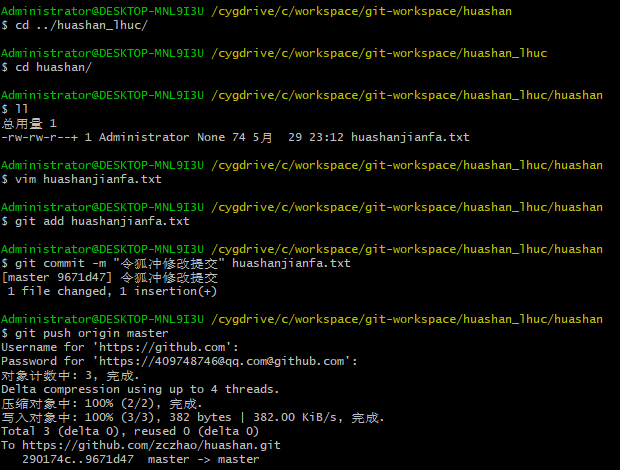 Administrator@DESKTOP-MNL9I3U /cygdrive/c/workspace/git-workspace/huashan
$ cd ../huashan_lhuc/
Administrator@DESKTOP-MNL9I3U /cygdrive/c/workspace/git-workspace/huashan_lhuc
$ cd huashan/
Administrator@DESKTOP-MNL9I3U /cygdrive/c/workspace/git-workspace/huashan_lhuc/huashan
$ ll
总用量 1
-rw-rw-r--+ 1 Administrator None 74 5月  29 23:12 huashanjianfa.txt
Administrator@DESKTOP-MNL9I3U /cygdrive/c/workspace/git-workspace/huashan_lhuc/huashan
$ vim huashanjianfa.txt
Administrator@DESKTOP-MNL9I3U /cygdrive/c/workspace/git-workspace/huashan_lhuc/huashan
$ git add huashanjianfa.txt
Administrator@DESKTOP-MNL9I3U /cygdrive/c/workspace/git-workspace/huashan_lhuc/huashan
$ git commit -m "令狐冲修改提交" huashanjianfa.txt
[master 9671d47] 令狐冲修改提交
 1 file changed, 1 insertion(+)
Administrator@DESKTOP-MNL9I3U /cygdrive/c/workspace/git-workspace/huashan_lhuc/huashan
$ git push origin master
Username for 'https://github.com':
Password for 'https://409748746@qq.com@github.com':
对象计数中: 3, 完成.
Delta compression using up to 4 threads.
压缩对象中: 100% (2/2), 完成.
写入对象中: 100% (3/3), 382 bytes | 382.00 KiB/s, 完成.
Total 3 (delta 0), reused 0 (delta 0)
To https://github.com/zczhao/huashan.git
   290174c..9671d47  master -> master